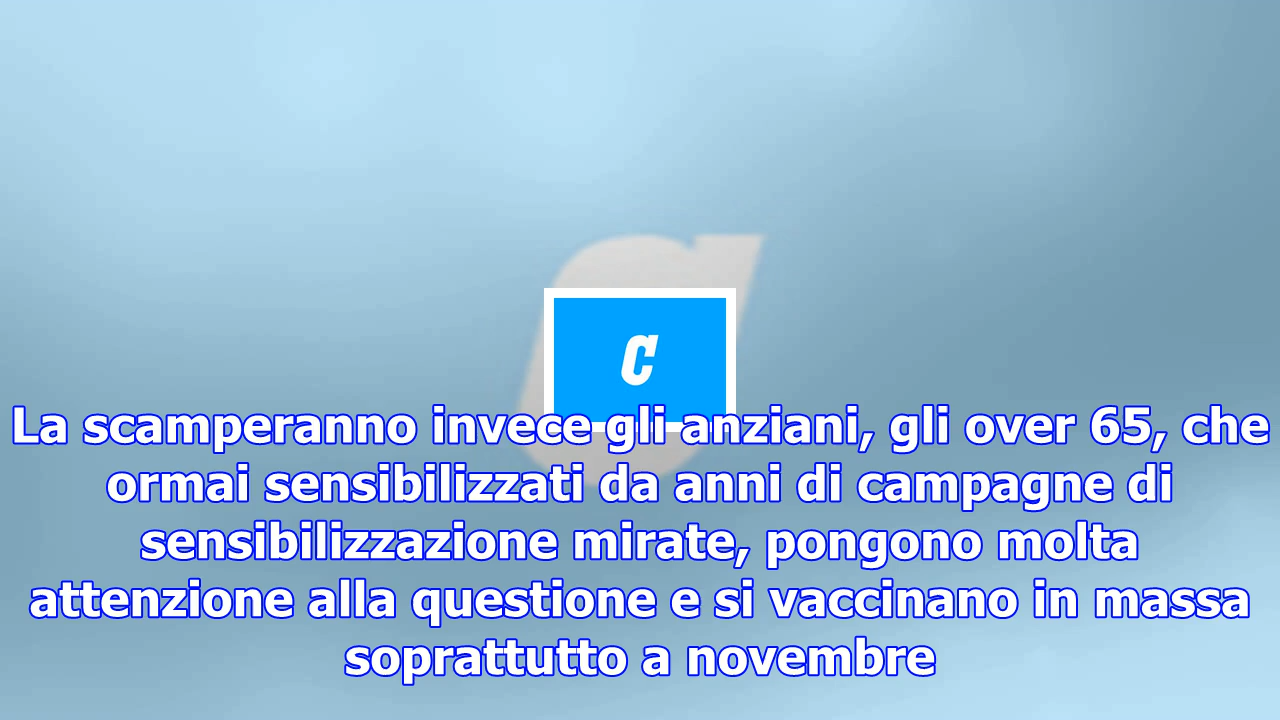 C
La scamperanno invece gli anziani, gli over 65, che
ormai sensibilizzati da anni di campagne di
sensibilizzazione mirate, pongono molta
attenzione alla questione e si vaccinano in massa
soprattutto a novembre